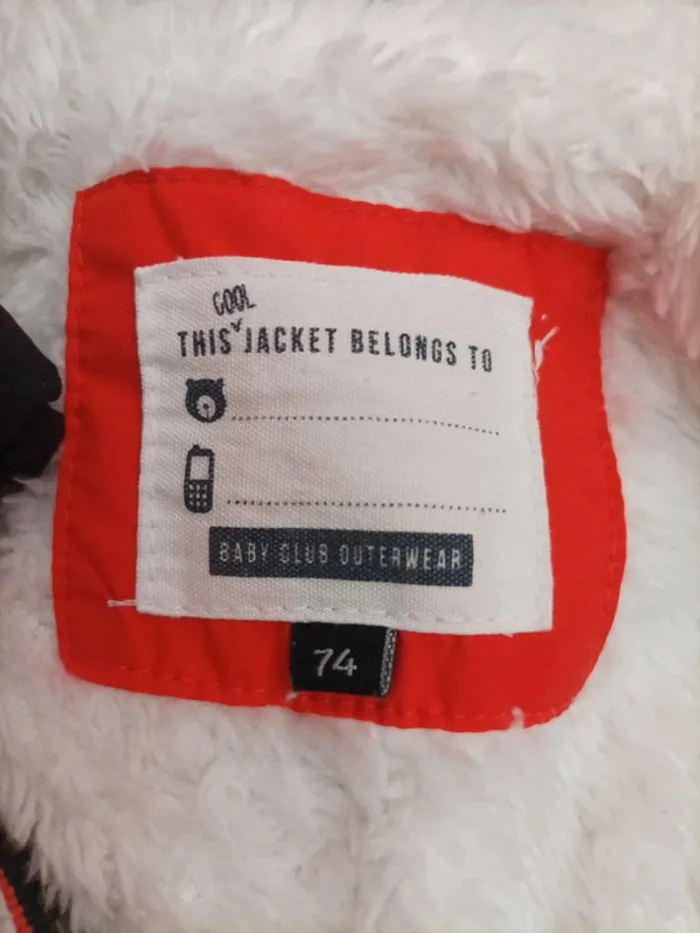 COOL
THIS JACKET BELONGS TO
BABY CLUB OUTERWEAR
74